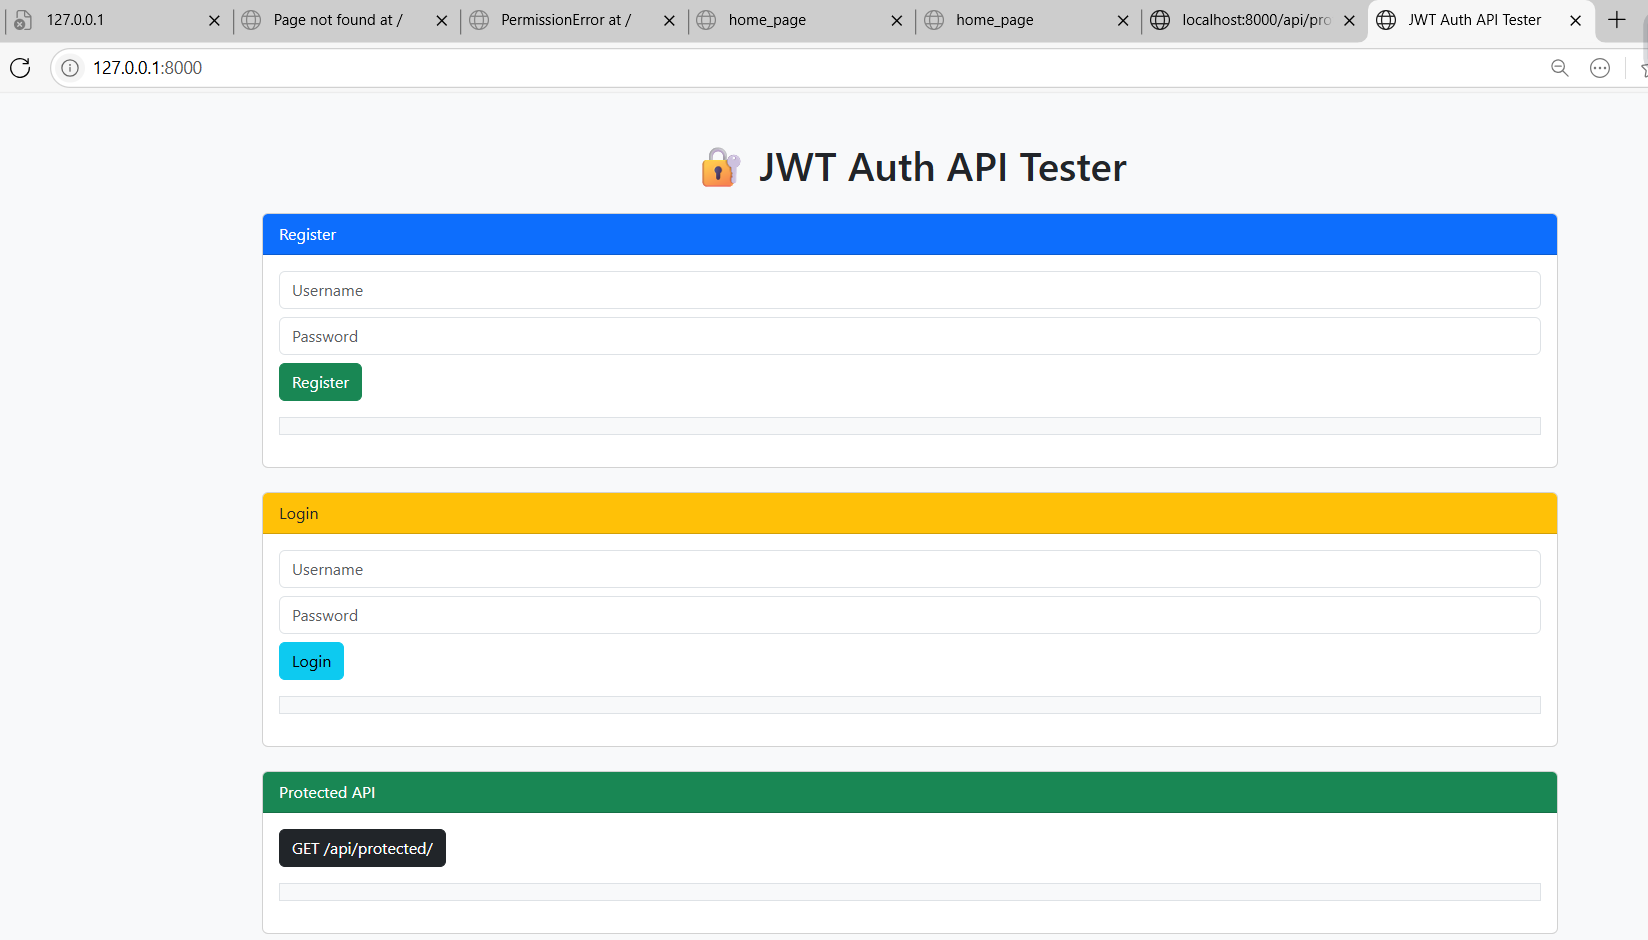 127.0.0.1
Page not found at /
PermissionError at /
home_page
home_page
localhost:8000/api/pro
JWT Auth API Tester
127.0.0.1:8000
🔐 JWT Auth API Tester
Register
Username
Password
Register
Login
Username
Password
Login
Protected API
GET /api/protected/